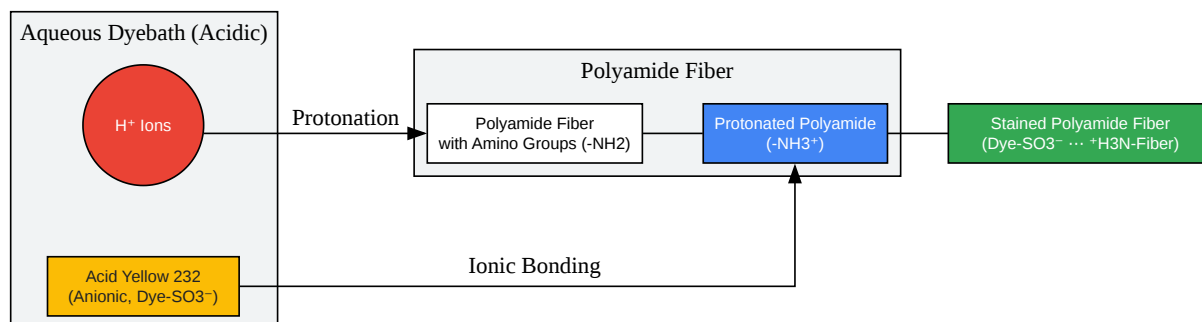 Aqueous Dyebath (Acidic)
H⁺ Ions
Protonation
Polyamide Fiber
Polyamide Fiber
with Amino Groups (-NH2)
Protonated Polyamide
(-NH3⁺)
Stained Polyamide Fiber
(Dye-SO3⁻ ⋯ ⁺H3N-Fiber)
Acid Yellow 232
(Anionic, Dye-SO3⁻)
Ionic Bonding